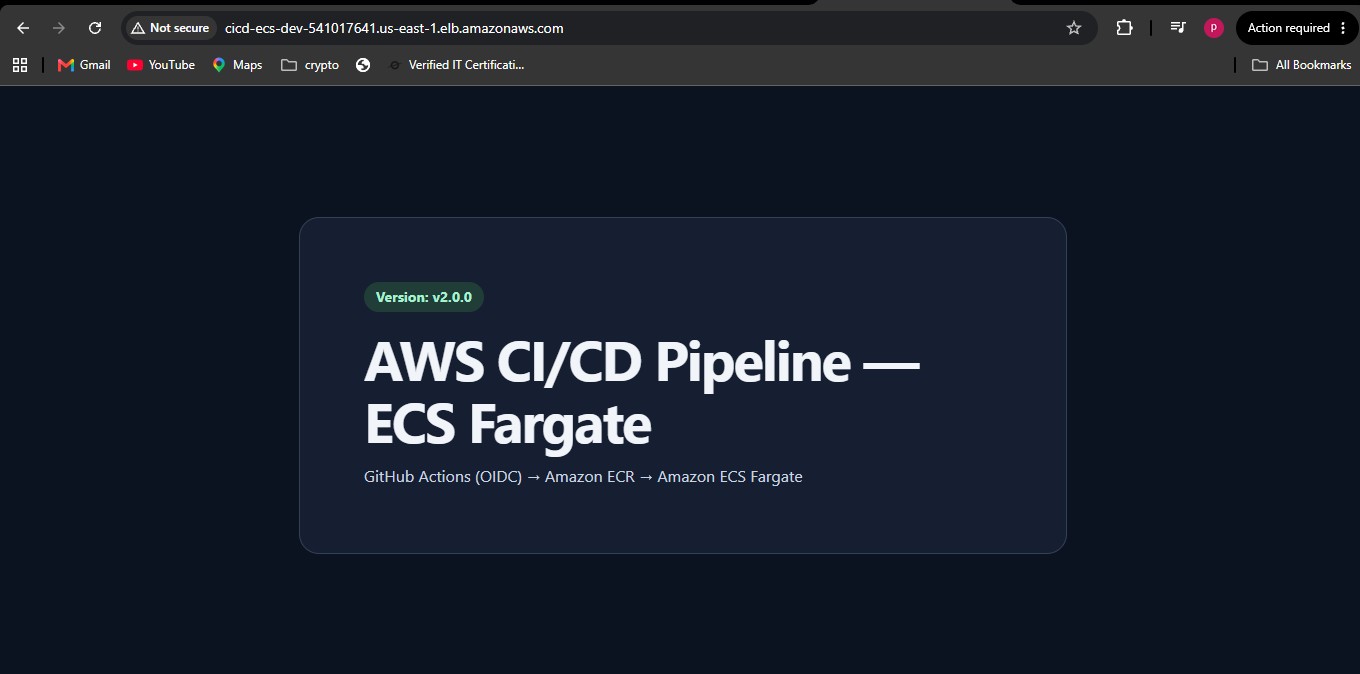 Not secure cicd-ecs-dev-541017641.us-east-1.elb.amazonaws.com P Action required
Gmail YouTube Maps crypto Verified IT Certificati... All Bookmarks
Version: v2.0.0
AWS CI/CD Pipeline —
ECS Fargate
GitHub Actions (OIDC) → Amazon ECR → Amazon ECS Fargate